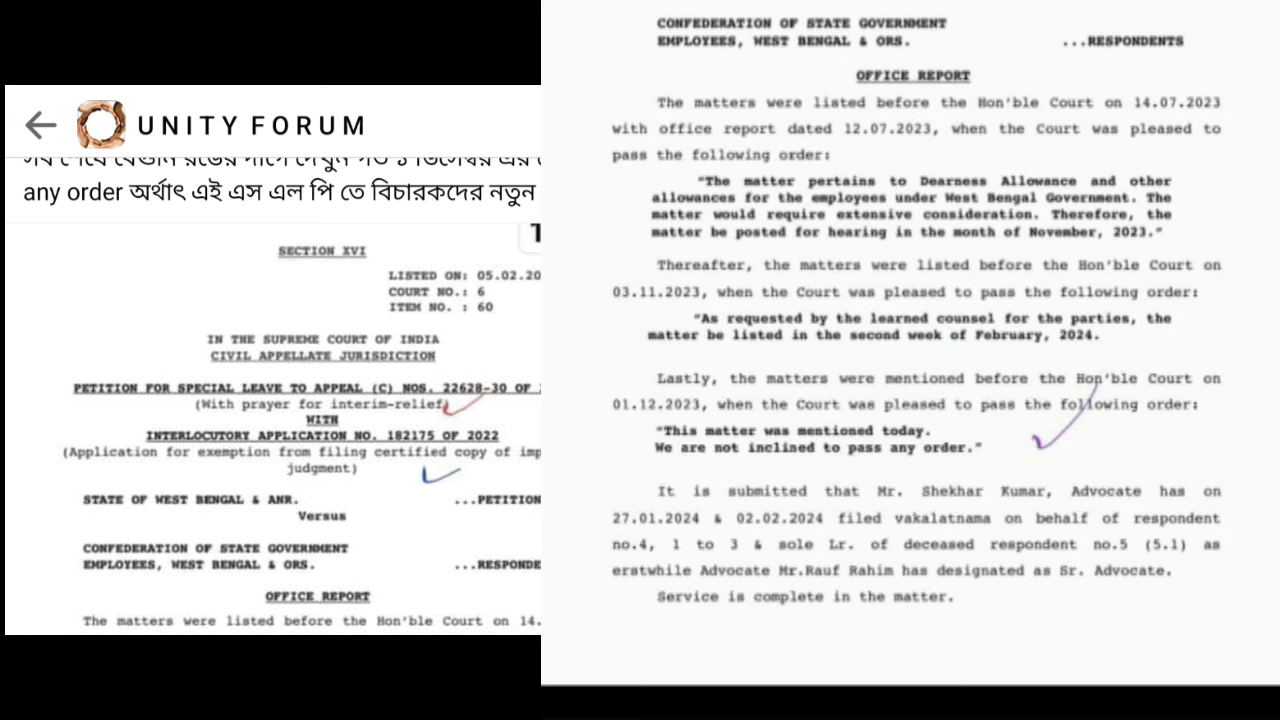 UNITY FORUM
any order অর্থাৎ এই এস এল পি তে বিচারকদের নতুন
SECTION XVI
LISTED ON: 05.02.20
COURT NO.: 6
ITEM NO. : 60
IN THE SUPREME COURT OF INDIA
CIVIL APPELLATE JURISDICTION
PETITION FOR SPECIAL LEAVE TO APPEAL (C) NOS. 22628-30 OF
(With prayer for interim-relief)
WITH
INTERLOCUTORY APPLICATION NO. 182175 OF 2022
(Application for exemption from filing certified copy of imp
judgment)
STATE OF WEST BENGAL & ANR. ...PETITION
Versus
CONFEDERATION OF STATE GOVERNMENT
EMPLOYEES, WEST BENGAL & ORS. ...RESPONDE
OFFICE REPORT
The matters were listed before the Hon'ble Court on 14.
CONFEDERATION OF STATE GOVERNMENT
EMPLOYEES, WEST BENGAL & ORS. ...RESPONDENTS
OFFICE REPORT
The matters were listed before the Hon'ble Court on 14.07.2023
with office report dated 12.07.2023, when the Court was pleased to
pass the following order:
"The matter pertains to Dearness Allowance and other
allowances for the employees under West Bengal Government. The
matter would require extensive consideration. Therefore, the
matter be posted for hearing in the month of November, 2023."
Thereafter, the matters were listed before the Hon'ble Court on
03.11.2023, when the Court was pleased to pass the following order:
"As requested by the learned counsel for the parties, the
matter be listed in the second week of February, 2024.
Lastly, the matters were mentioned before the Hon'ble Court on
01.12.2023, when the Court was pleased to pass the following order:
"This matter was mentioned today.
We are not inclined to pass any order."
It is submitted that Mr. Shekhar Kumar, Advocate has on
27.01.2024 & 02.02.2024 filed vakalatnama on behalf of respondent
no.4, 1 to 3 & sole Lr. of deceased respondent no.5 (5.1) as
erstwhile Advocate Mr.Rauf Rahim has designated as Sr. Advocate.
Service is complete in the matter.